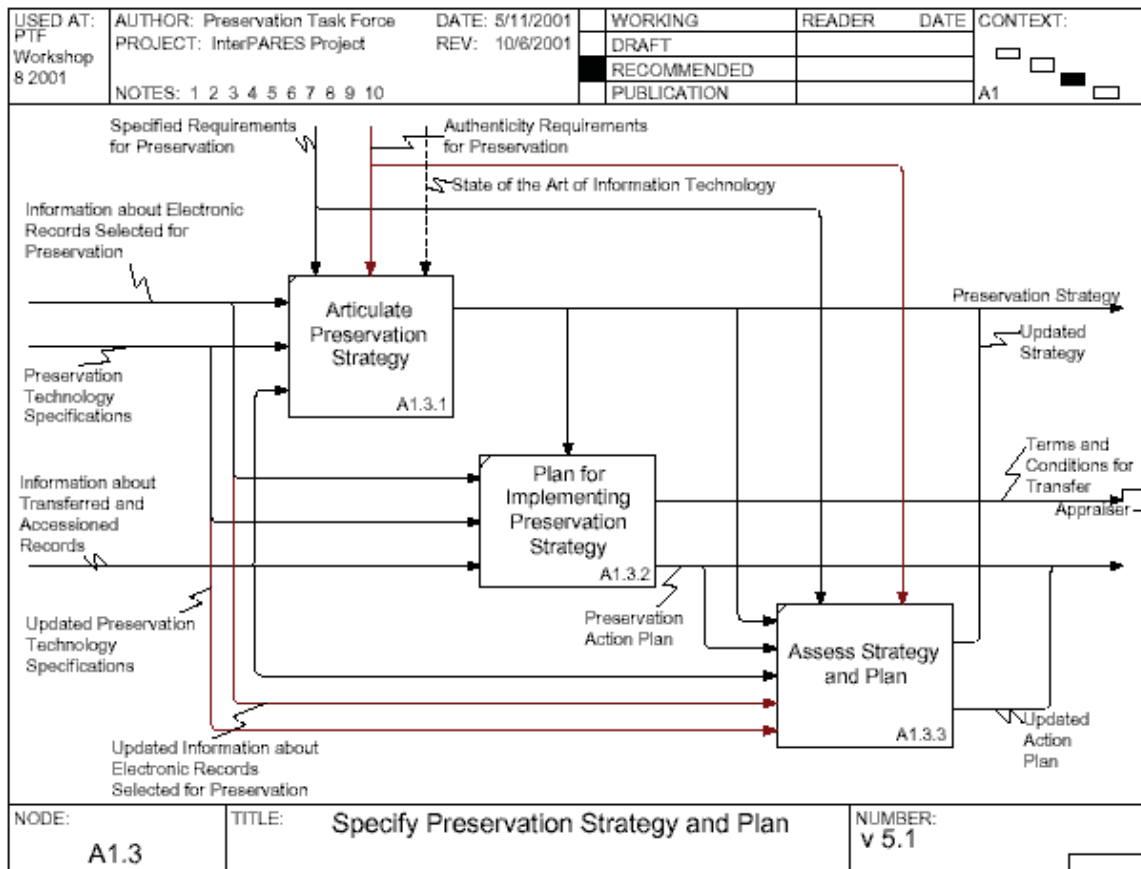 USED AT:
PTF
Workshop
8 2001
AUTHOR: Preservation Task Force
DATE: 5/11/2001
PROJECT: InterPARES Project
REV: 10/6/2001
NOTES: 1 2 3 4 5 6 7 8 9 10
WORKING
DRAFT
RECOMMENDED
PUBLICATION
READER DATE
CONTEXT:
A1
Specified Requirements
for Preservation
Authenticity Requirements
for Preservation
State of the Art of Information Technology
Information about Electronic
Records Selected for
Preservation
Articulate
Preservation
Strategy
A1.3.1
Preservation Strategy
Updated
Strategy
Preservation
Technology
Specifications
Plan for
Implementing
Preservation
Strategy
A1.3.2
Terms and
Conditions for
Transfer
Appraiser
Information about
Transferred and
Accessioned
Records
Preservation
Action Plan
Updated Preservation
Technology
Specifications
Assess Strategy
and Plan
A1.3.3
Updated
Action
Plan
Updated Information about
Electronic Records
Selected for Preservation
NODE:
A1.3
TITLE:
Specify Preservation Strategy and Plan
NUMBER:
v 5.1